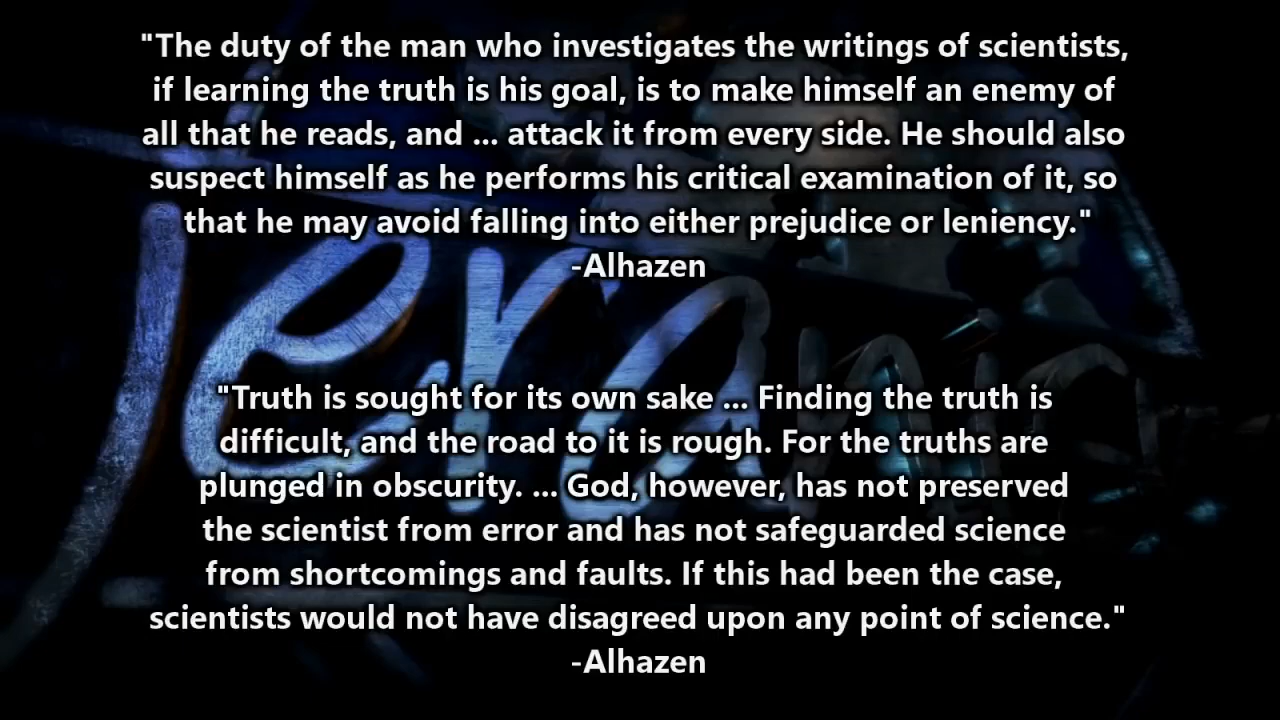 "The duty of the man who investigates the writings of scientists,
if learning the truth is his goal, is to make himself an enemy of
all that he reads, and ... attack it from every side. He should also
suspect himself as he performs his critical examination of it, so
that he may avoid falling into either prejudice or leniency."
-Alhazen
"Truth is sought for its own sake ... Finding the truth is
difficult, and the road to it is rough. For the truths are
plunged in obscurity. ... God, however, has not preserved
the scientist from error and has not safeguarded science
from shortcomings and faults. If this had been the case,
scientists would not have disagreed upon any point of science."
-Alhazen